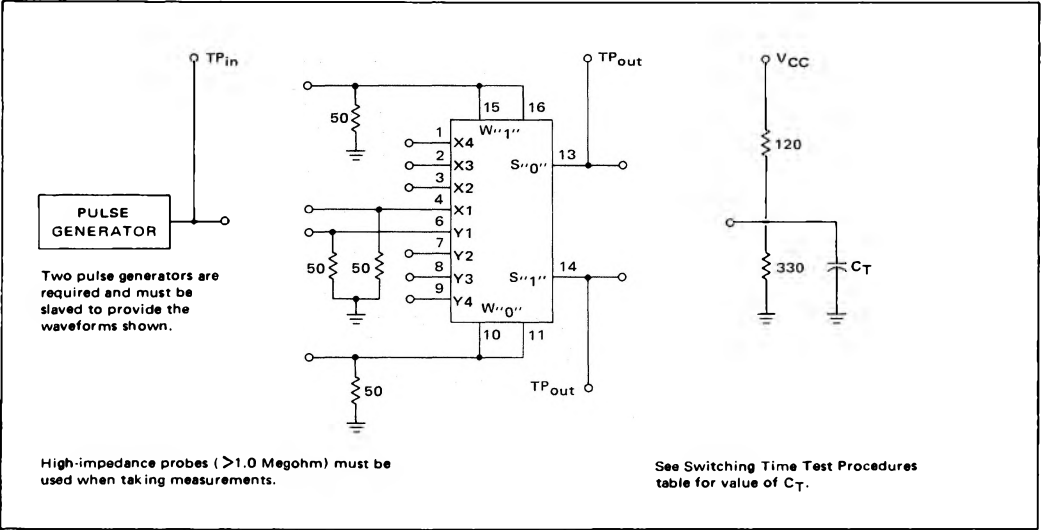 TPin
TPout
VCC
50
15 16
W"1"
1 X4
2 X3
3 X2
4 X1
6 Y1
7 Y2
8 Y3
9 Y4
S"0" 13
S"1" 14
W"0"
10 11
50 50
50
TPout
120
330
CT
PULSE
GENERATOR
Two pulse generators are
required and must be
slaved to provide the
waveforms shown.
High-impedance probes (>1.0 Megohm) must be
used when taking measurements.
See Switching Time Test Procedures
table for value of CT.